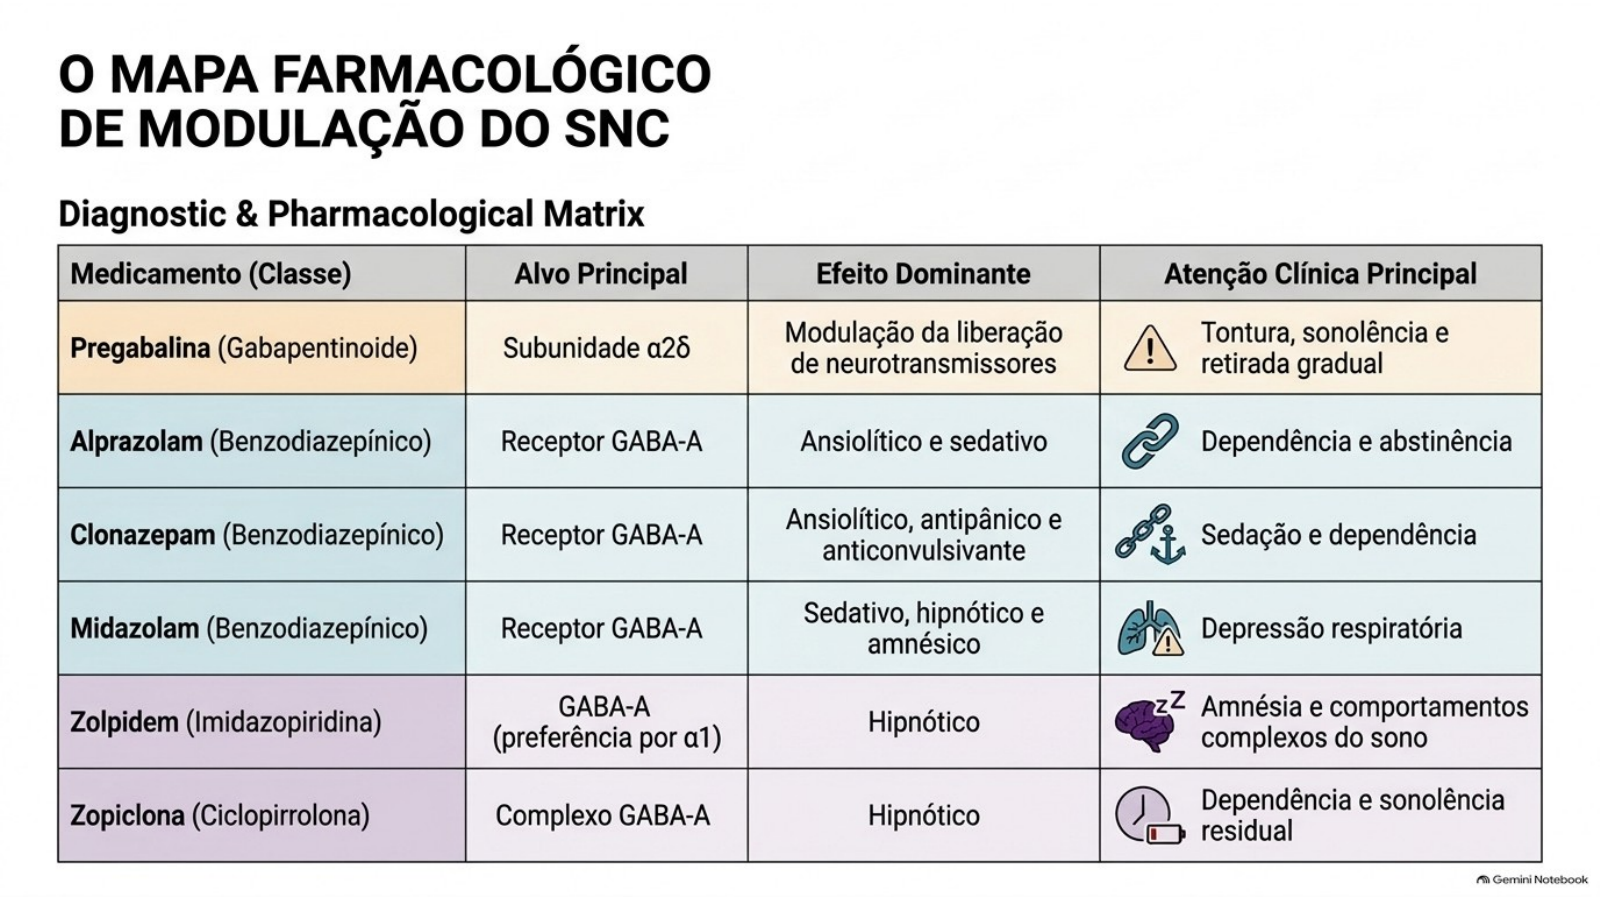 O MAPA FARMACOLÓGICO
DE MODULAÇÃO DO SNC
Diagnostic & Pharmacological Matrix
Medicamento (Classe)
Alvo Principal
Efeito Dominante
Atenção Clínica Principal
Pregabalina (Gabapentinoide)
Subunidade α2δ
Modulação da liberação
de neurotransmissores
Tontura, sonolência e
retirada gradual
Alprazolam (Benzodiazepínico)
Receptor GABA-A
Ansiolítico e sedativo
Dependência e abstinência
Clonazepam (Benzodiazepínico)
Receptor GABA-A
Ansiolítico, antipânico e
anticonvulsivante
Sedação e dependência
Midazolam (Benzodiazepínico)
Receptor GABA-A
Sedativo, hipnótico e
amnésico
Depressão respiratória
Zolpidem (Imidazopiridina)
GABA-A
(preferência por α1)
Hipnótico
zZ
Amnésia e comportamentos
complexos do sono
Zopiclona (Ciclopirrolona)
Complexo GABA-A
Hipnótico
Dependência e sonolência
residual
Gemini Notebook